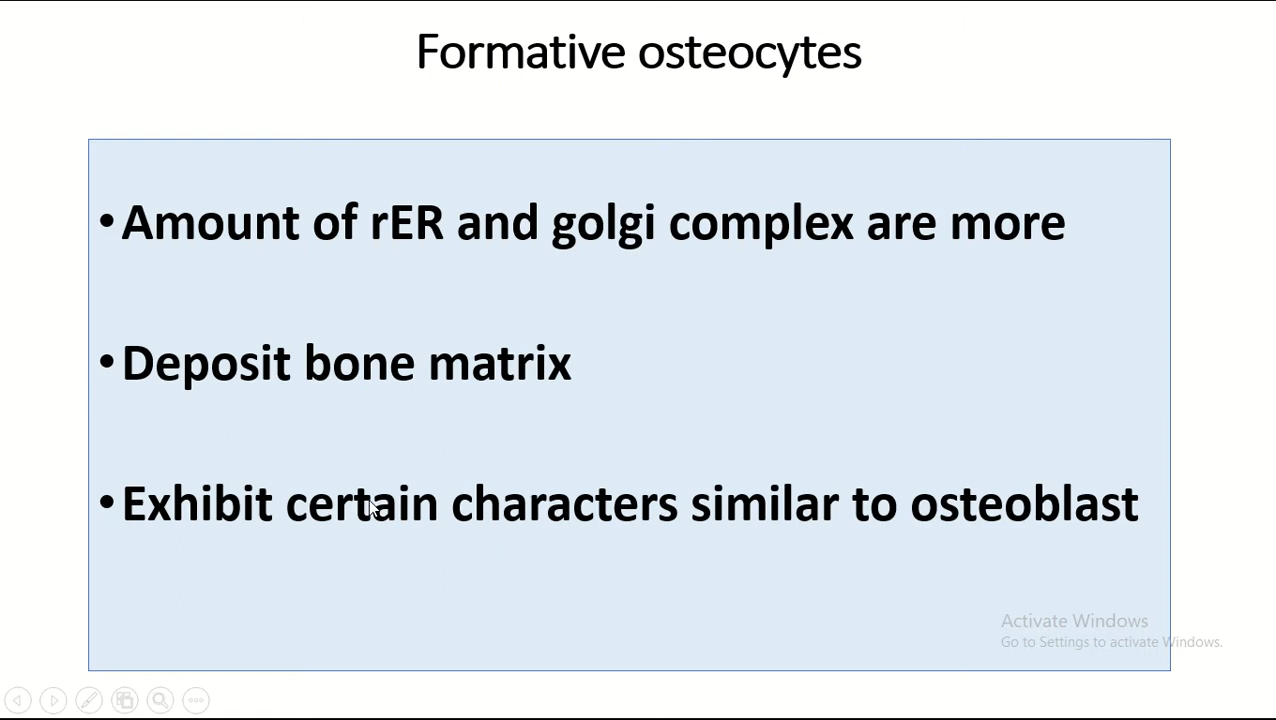 Formative osteocytes
•Amount of rER and golgi complex are more
•Deposit bone matrix
•Exhibit certain characters similar to osteoblast
Activate Windows
Go to Settings to activate Windows.